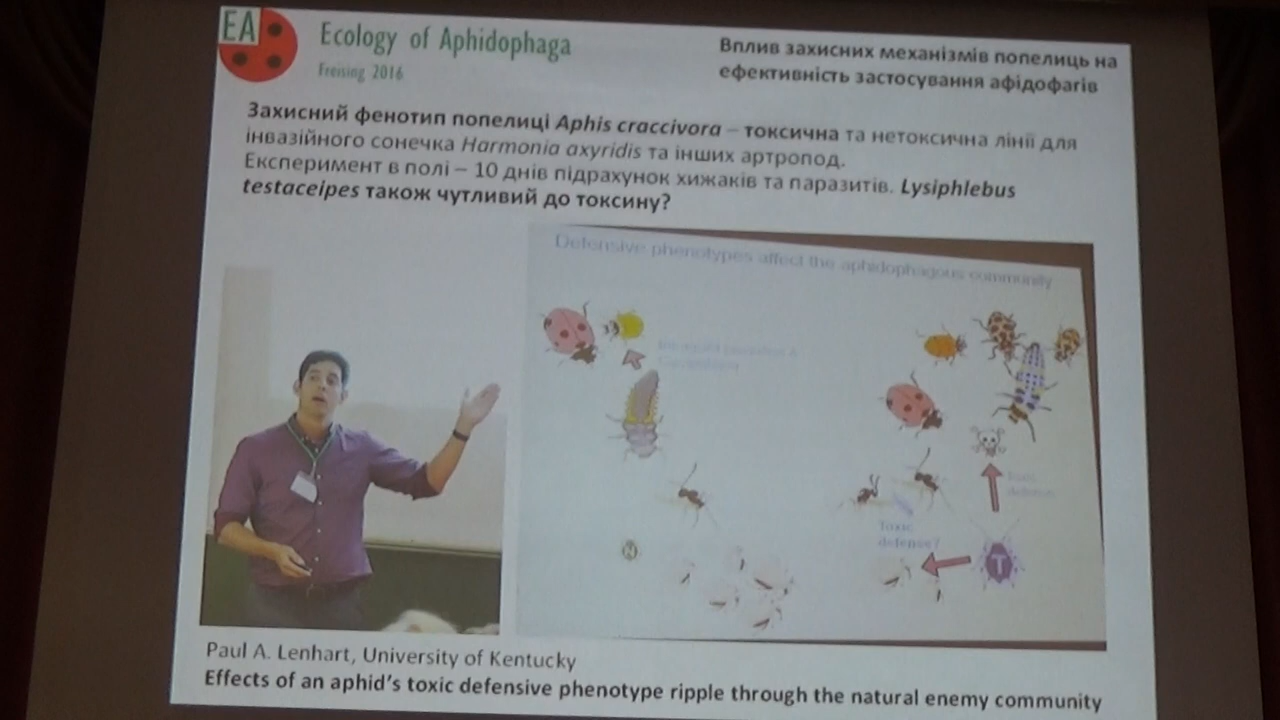 EA
Ecology of Aphidophaga
Freising 2016
Вплив захисних механізмів попелиць на
ефективність застосування афідофагів
Захисний фенотип попелиці Aphis craccivora – токсична та нетоксична лінії для
інвазійного сонечка Harmonia axyridis та інших артропод.
Експеримент в полі – 10 днів підрахунок хижаків та паразитів. Lysiphlebus
testaceipes також чутливий до токсину?
Defensive phenotypes affect the aphidophagous community
Toxic
defense
Toxic
defense?
N
T
Paul A. Lenhart, University of Kentucky
Effects of an aphid's toxic defensive phenotype ripple through the natural enemy community